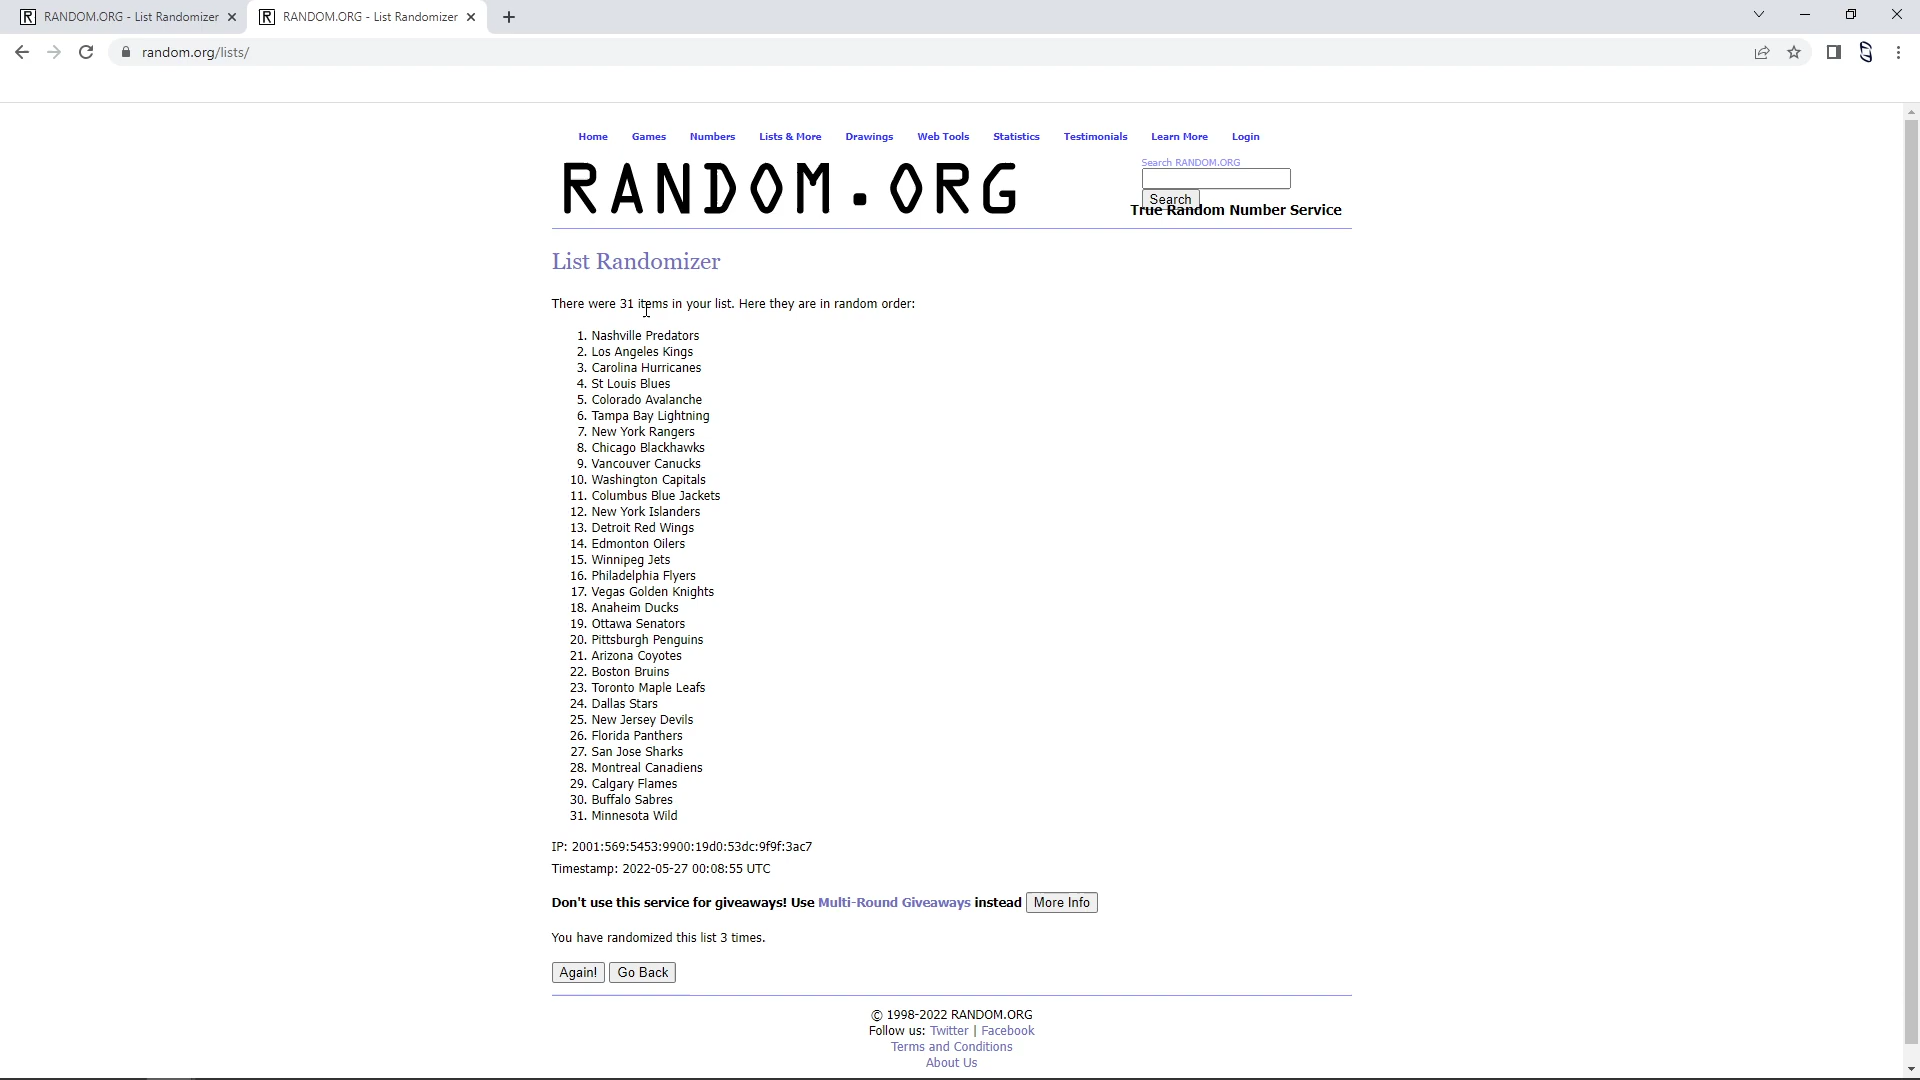 RANDOM.ORG - List Randomizer
RANDOM.ORG - List Randomizer
random.org/lists/
Home Games Numbers Lists & More Drawings Web Tools Statistics Testimonials Learn More Login
RANDOM.ORG
Search RANDOM.ORG
Search
True Random Number Service
List Randomizer
There were 31 items in your list. Here they are in random order:
1. Nashville Predators
2. Los Angeles Kings
3. Carolina Hurricanes
4. St Louis Blues
5. Colorado Avalanche
6. Tampa Bay Lightning
7. New York Rangers
8. Chicago Blackhawks
9. Vancouver Canucks
10. Washington Capitals
11. Columbus Blue Jackets
12. New York Islanders
13. Detroit Red Wings
14. Edmonton Oilers
15. Winnipeg Jets
16. Philadelphia Flyers
17. Vegas Golden Knights
18. Anaheim Ducks
19. Ottawa Senators
20. Pittsburgh Penguins
21. Arizona Coyotes
22. Boston Bruins
23. Toronto Maple Leafs
24. Dallas Stars
25. New Jersey Devils
26. Florida Panthers
27. San Jose Sharks
28. Montreal Canadiens
29. Calgary Flames
30. Buffalo Sabres
31. Minnesota Wild
IP: 2001:569:5453:9900:19d0:53dc:9f9f:3ac7
Timestamp: 2022-05-27 00:08:55 UTC
Don't use this service for giveaways! Use Multi-Round Giveaways instead More Info
You have randomized this list 3 times.
Again! Go Back
© 1998-2022 RANDOM.ORG
Follow us: Twitter | Facebook
Terms and Conditions
About Us